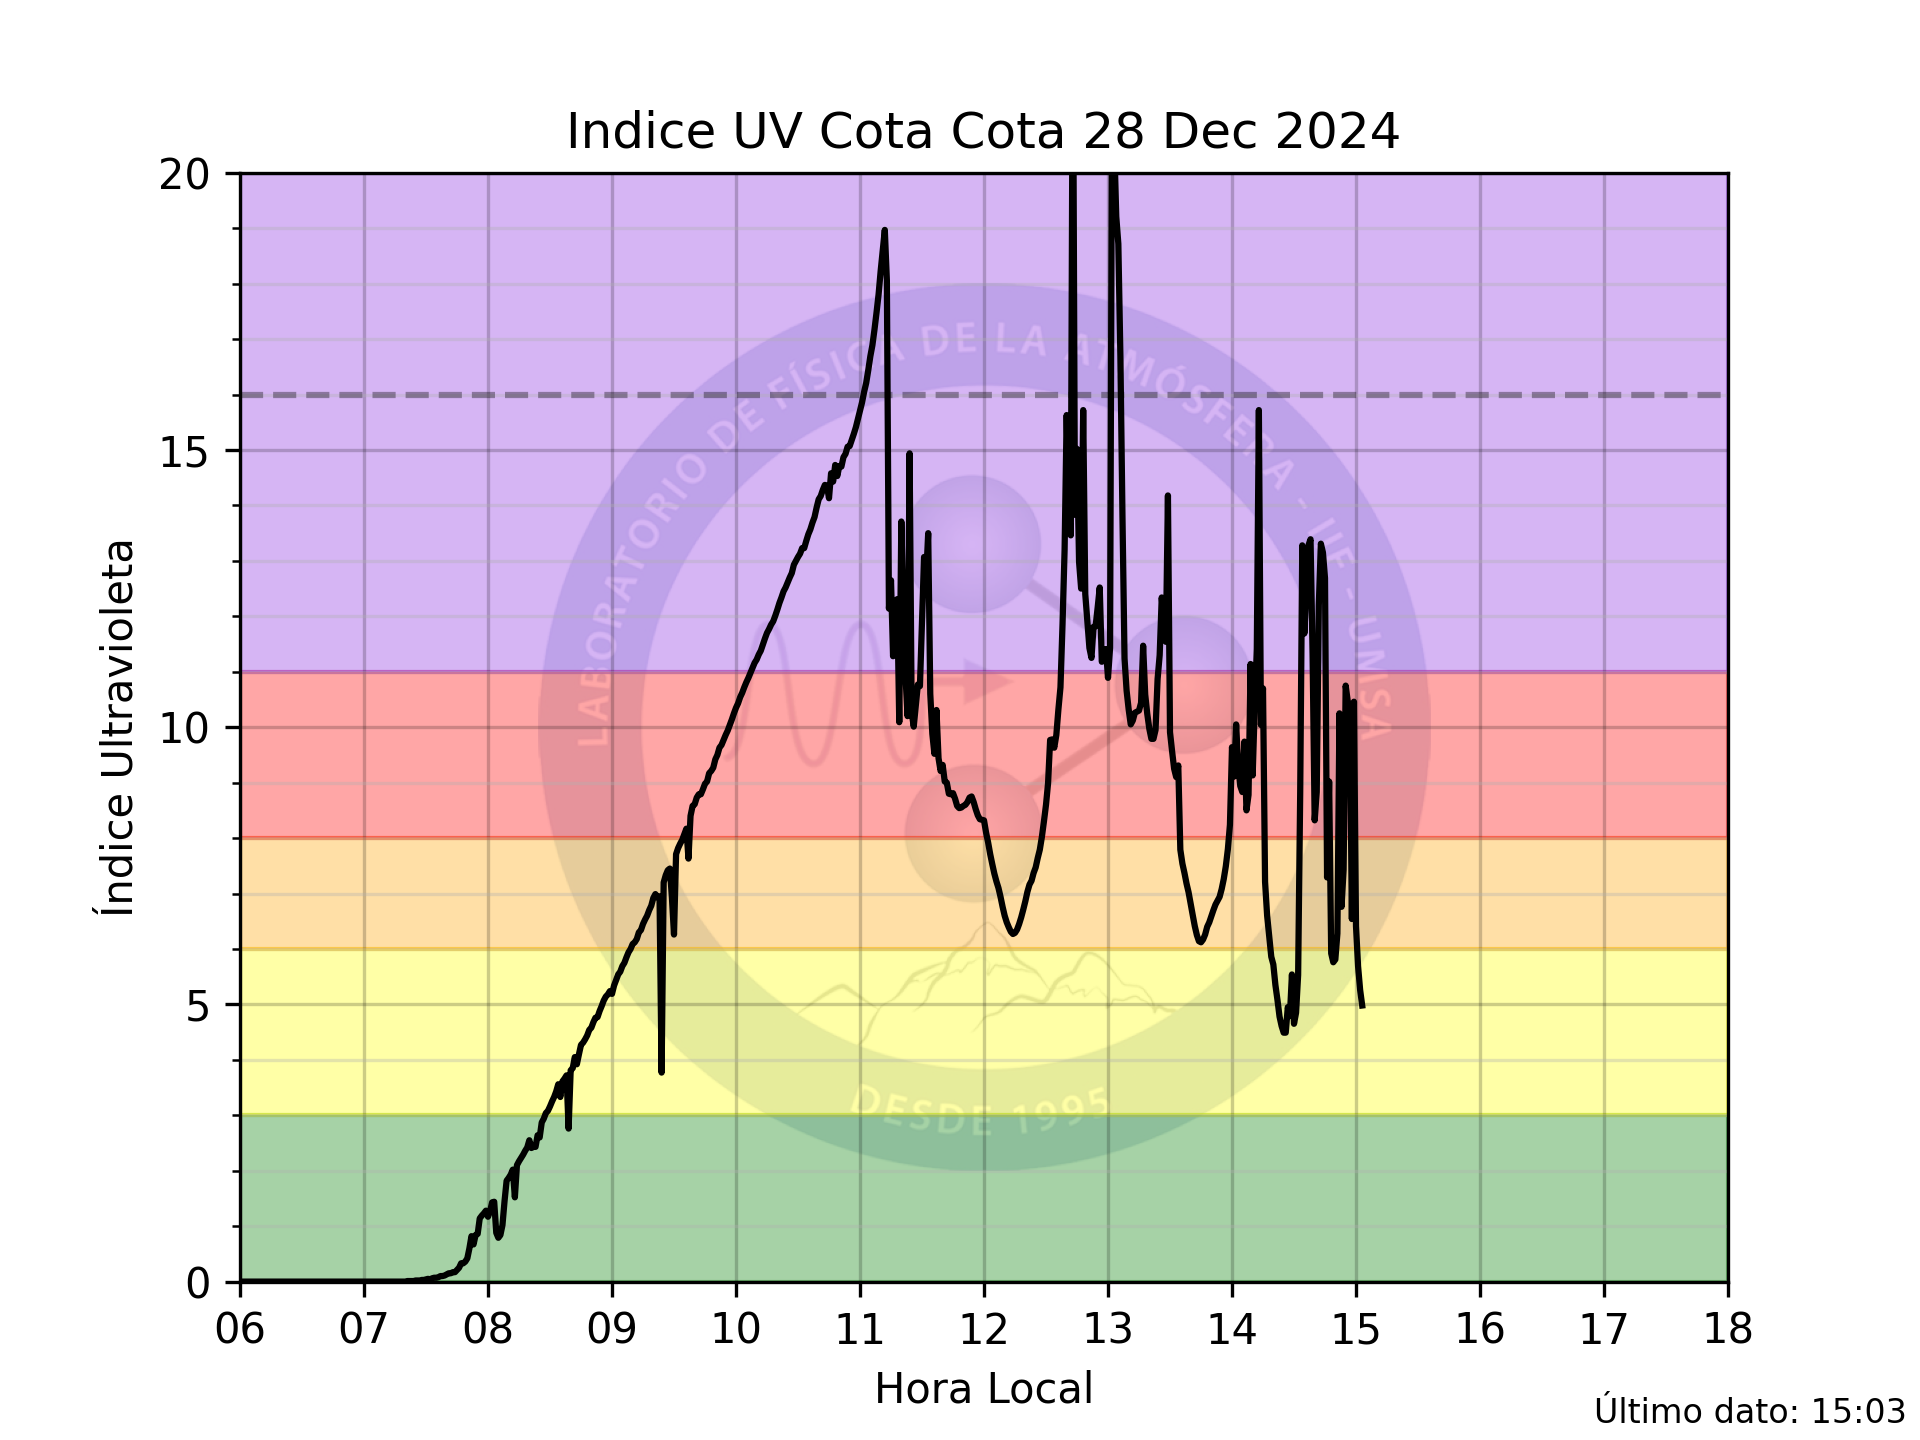 Indice UV Cota Cota 28 Dec 2024
20
15
10
5
0
Índice Ultravioleta
LABORATORIO DE FÍSICA DE LA ATMÓSFERA - IIF - UMSA
DESDE 1995
06 07 08 09 10 11 12 13 14 15 16 17 18
Hora Local
Último dato: 15:03